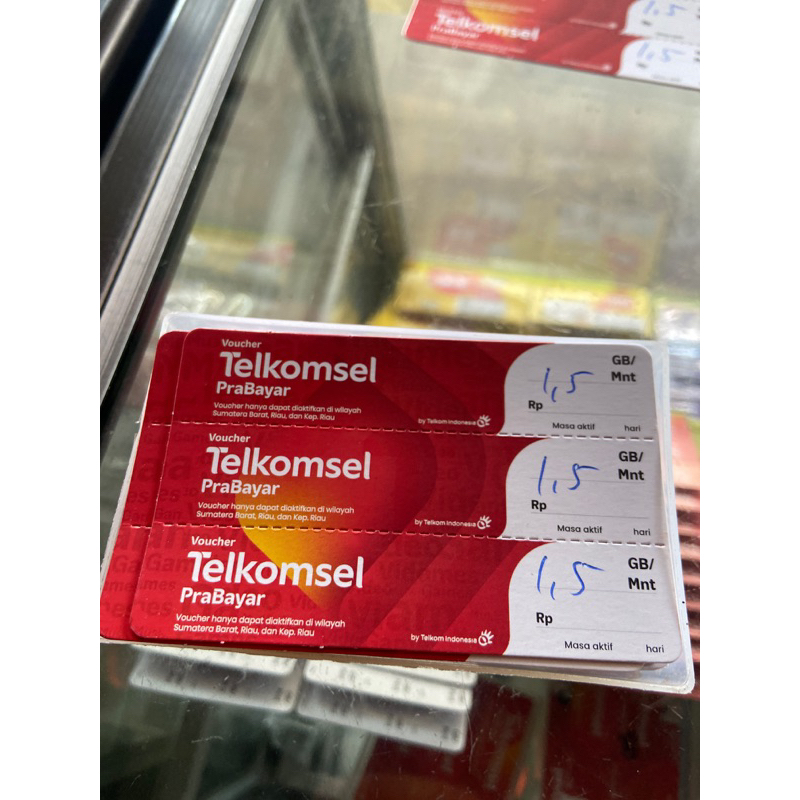 Telkomsel
PraBayar
1,5
1,5
Voucher
Telkomsel
PraBayar
Voucher hanya dapat diaktifkan di wilayah
Sumatera Barat, Riau, dan Kep. Riau
by Telkom Indonesia
1,5
GB/
Mnt
Rp
Masa aktif hari
Voucher
Telkomsel
PraBayar
Voucher hanya dapat diaktifkan di wilayah
Sumatera Barat, Riau, dan Kep. Riau
by Telkom Indonesia
1,5
GB/
Mnt
Rp
Masa aktif hari
Voucher
Telkomsel
PraBayar
Voucher hanya dapat diaktifkan di wilayah
Sumatera Barat, Riau, dan Kep. Riau
by Telkom Indonesia
1,5
GB/
Mnt
Rp
Masa aktif hari